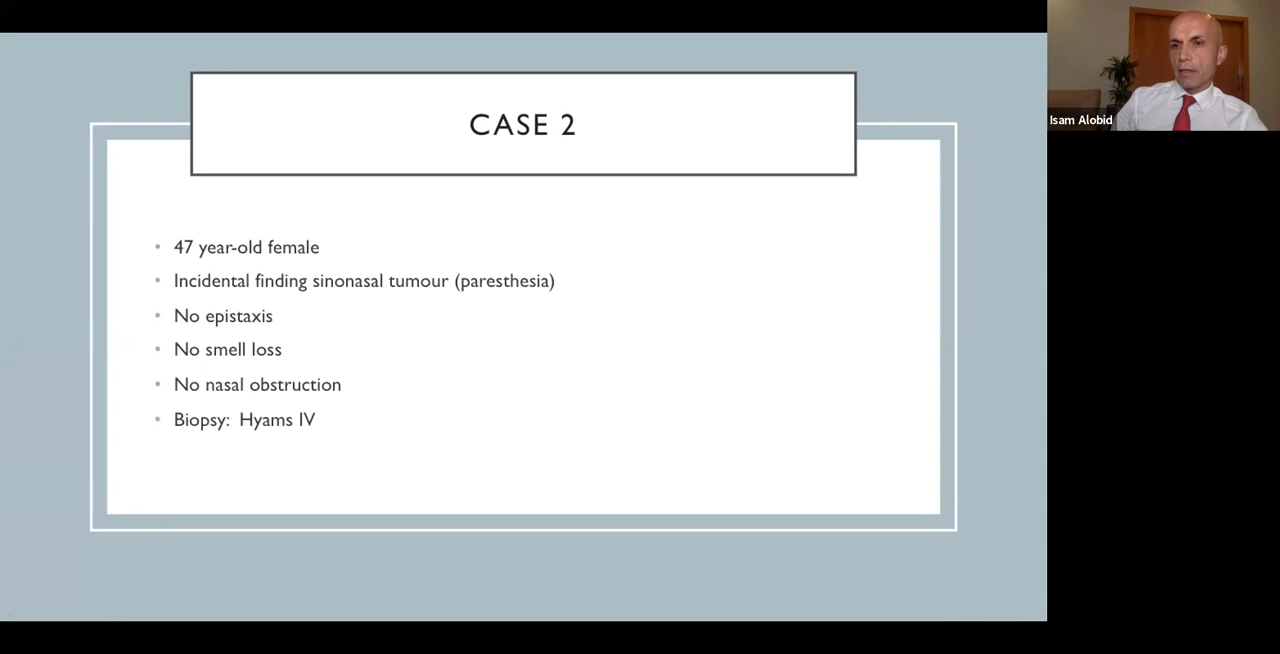 CASE 2
• 47 year-old female
• Incidental finding sinonasal tumour (paresthesia)
• No epistaxis
• No smell loss
• No nasal obstruction
• Biopsy:  Hyams IV
Isam Alobid